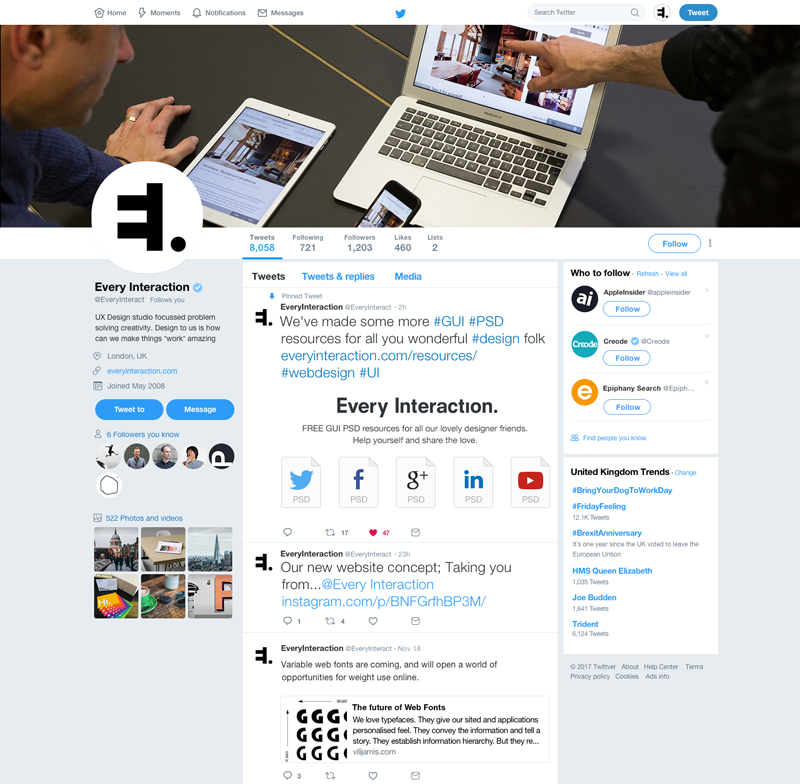 Home Moments Notifications Messages
Search Twitter
Tweet
MacBook Air
Tweets Following Followers Likes Lists
8,058 721 1,203 460 2
Follow
Every Interaction
@EveryInteract Follows you
UX Design studio focussed problem
solving creativity. Design to us is how
can we make things "work" amazing
London, UK
everyinteraction.com
Joined May 2008
Tweet to Message
6 Followers you know
522 Photos and videos
Tweets Tweets & replies Media
Pinned Tweet
EveryInteraction @EveryInteract · 2h
We've made some more #GUI #PSD
resources for all you wonderful #design folk
everyinteraction.com/resources/
#webdesign #UI
Every Interaction.
FREE GUI PSD resources for all our lovely designer friends.
Help yourself and share the love.
f g+ in
PSD PSD PSD PSD PSD
17 47
EveryInteraction @EveryInteract · 23h
Our new website concept; Taking you
from...@Every Interaction
instagram.com/p/BNFGrfhBP3M/
1 4
EveryInteraction @EveryInteract · Nov 18
Variable web fonts are coming, and will open a world of
opportunities for weight use online.
GGGG
GGGG
GGGG
The future of Web Fonts
We love typefaces. They give our sited and applications
personalised feel. They convey the information and tell a
story. They establish information hierarchy. But they re...
vilijamis.com
3
Who to follow · Refresh · View all
ai
AppleInsider @appleinsider
Follow
Creode
Creode @Creode
Follow
e
Epiphany Search @Epiph...
Follow
Find people you know
United Kingdom Trends · Change
#BringYourDogToWorkDay
#FridayFeeling
12.1K Tweets
#BrexitAnniversary
It's one year since the UK voted to leave the
European Untion
HMS Queen Elizabeth
1,035 Tweets
Joe Budden
1,641 Tweets
Trident
6,124 Tweets
© 2017 Twittver About Help Center Terms
Privacy policy Cookies Ads info